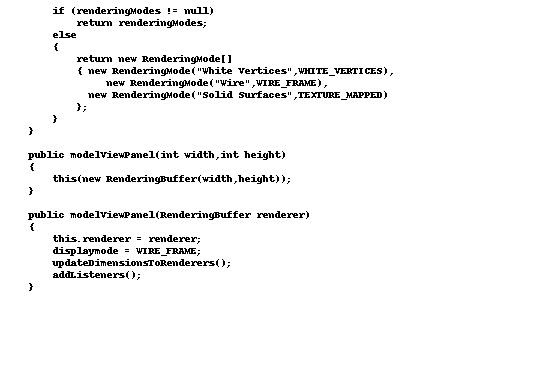 if (renderingModes != null)
return renderingModes;
else
{
return new RenderingMode[]
{ new RenderingMode("White Vertices",WHITE_VERTICES),
new RenderingMode("Wire",WIRE_FRAME),
new RenderingMode("Solid Surfaces",TEXTURE_MAPPED)
};
}
}
public modelViewPanel(int width,int height)
{
this(new RenderingBuffer(width,height));
}
public modelViewPanel(RenderingBuffer renderer)
{
this.renderer = renderer;
displaymode = WIRE_FRAME;
updateDimensionsToRenderers();
addListeners();
}